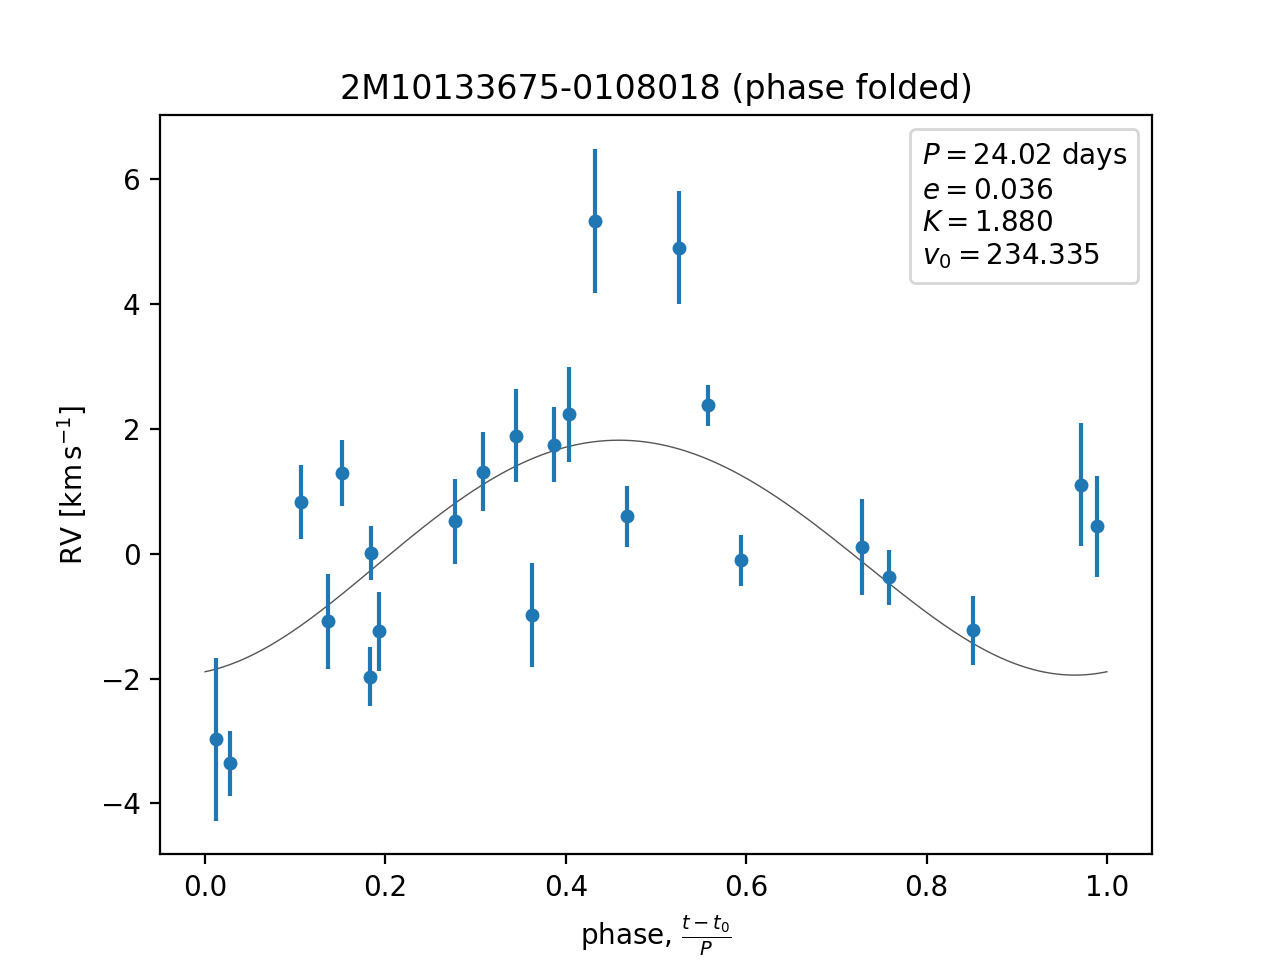 2M10133675-0108018 (phase folded)
P = 24.02 days
e = 0.036
K = 1.880
v₀ = 234.335
6
4
2
0
−2
−4
RV [km s⁻¹]
0.0 0.2 0.4 0.6 0.8 1.0
phase, (t − t₀)/P